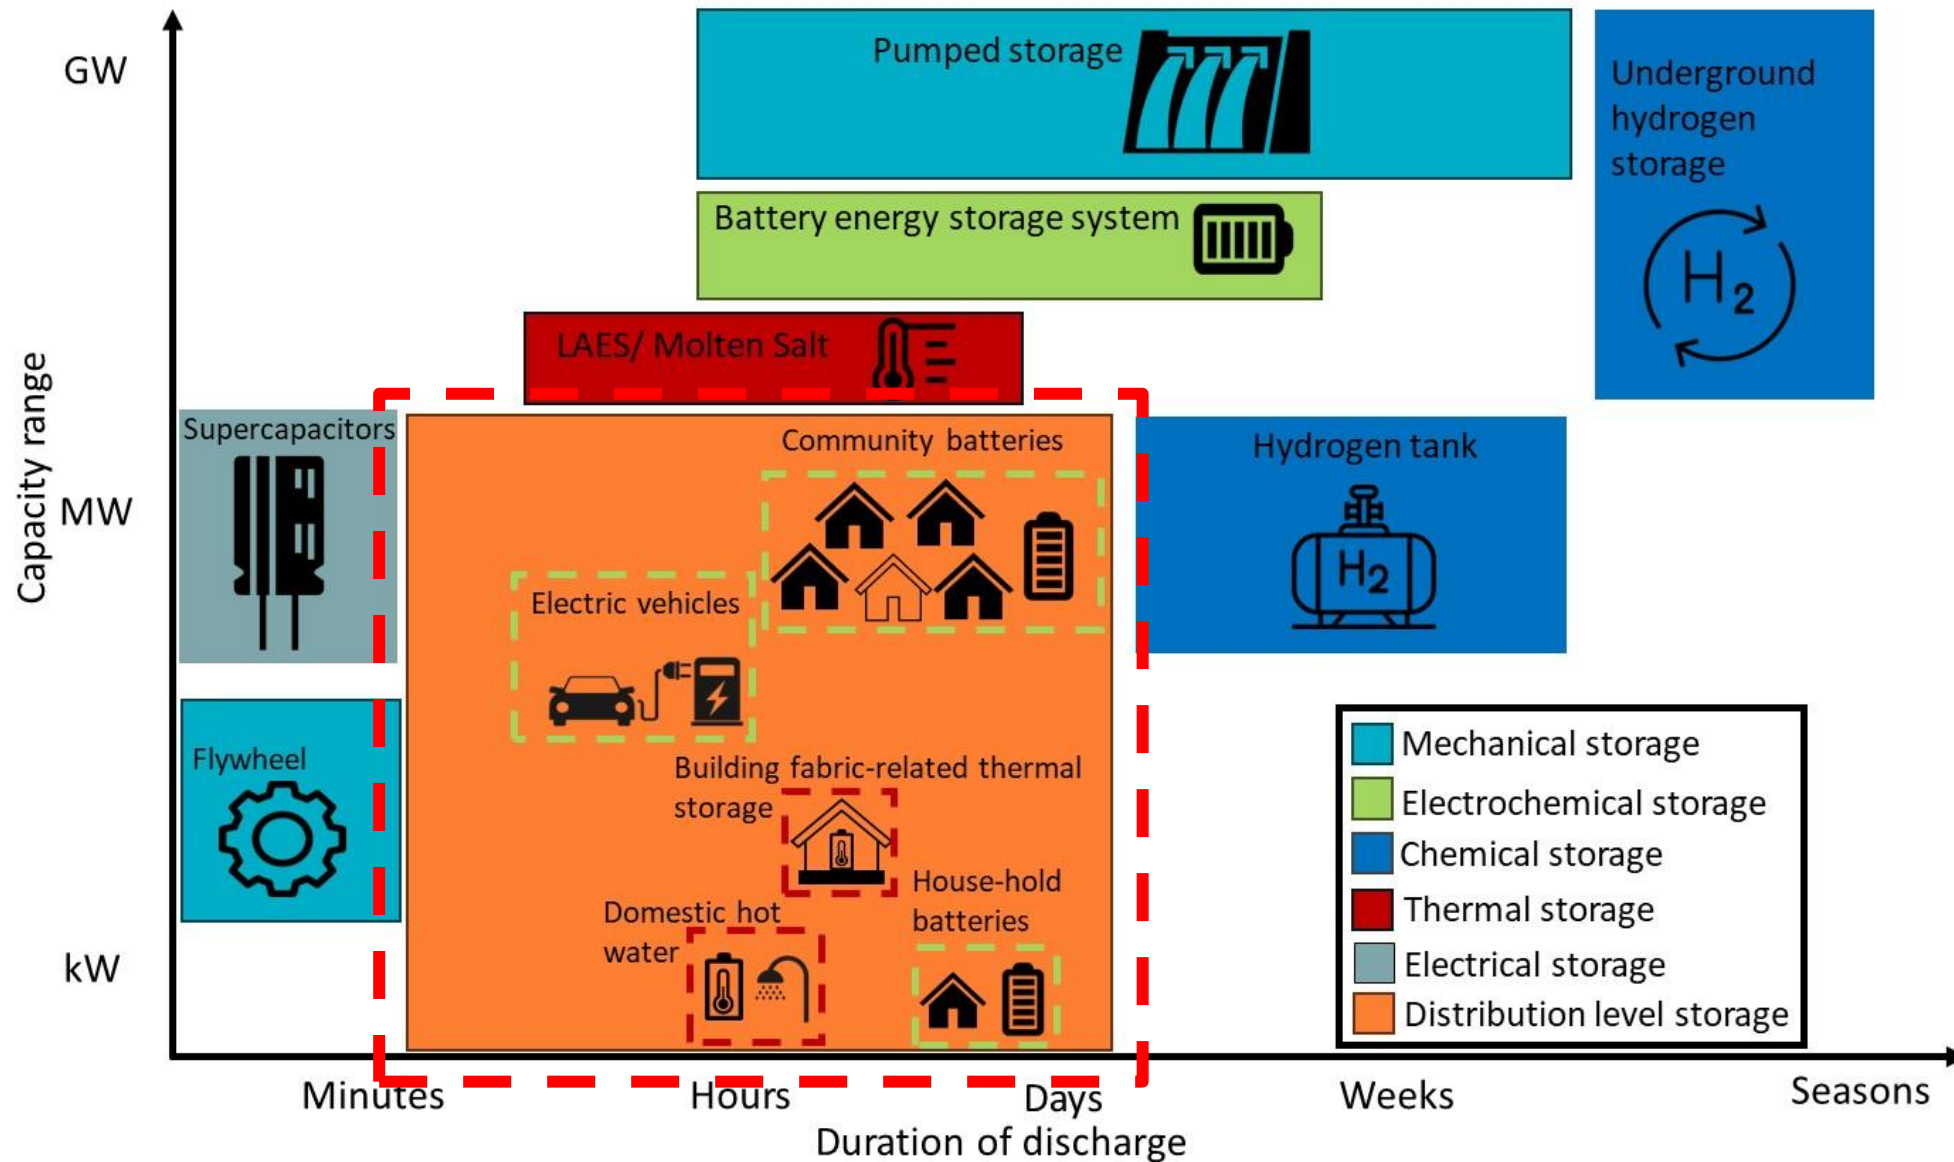 GW
Pumped storage
Underground
hydrogen
storage
Battery energy storage system
H2
LAES/ Molten Salt
Capacity range
Supercapacitors
Community batteries
Hydrogen tank
MW
H2
Electric vehicles
Mechanical storage
Flywheel
Building fabric-related thermal
storage
Electrochemical storage
Chemical storage
House-hold
batteries
Thermal storage
Domestic hot
water
Electrical storage
kW
Distribution level storage
Minutes
Hours
Days
Weeks
Seasons
Duration of discharge